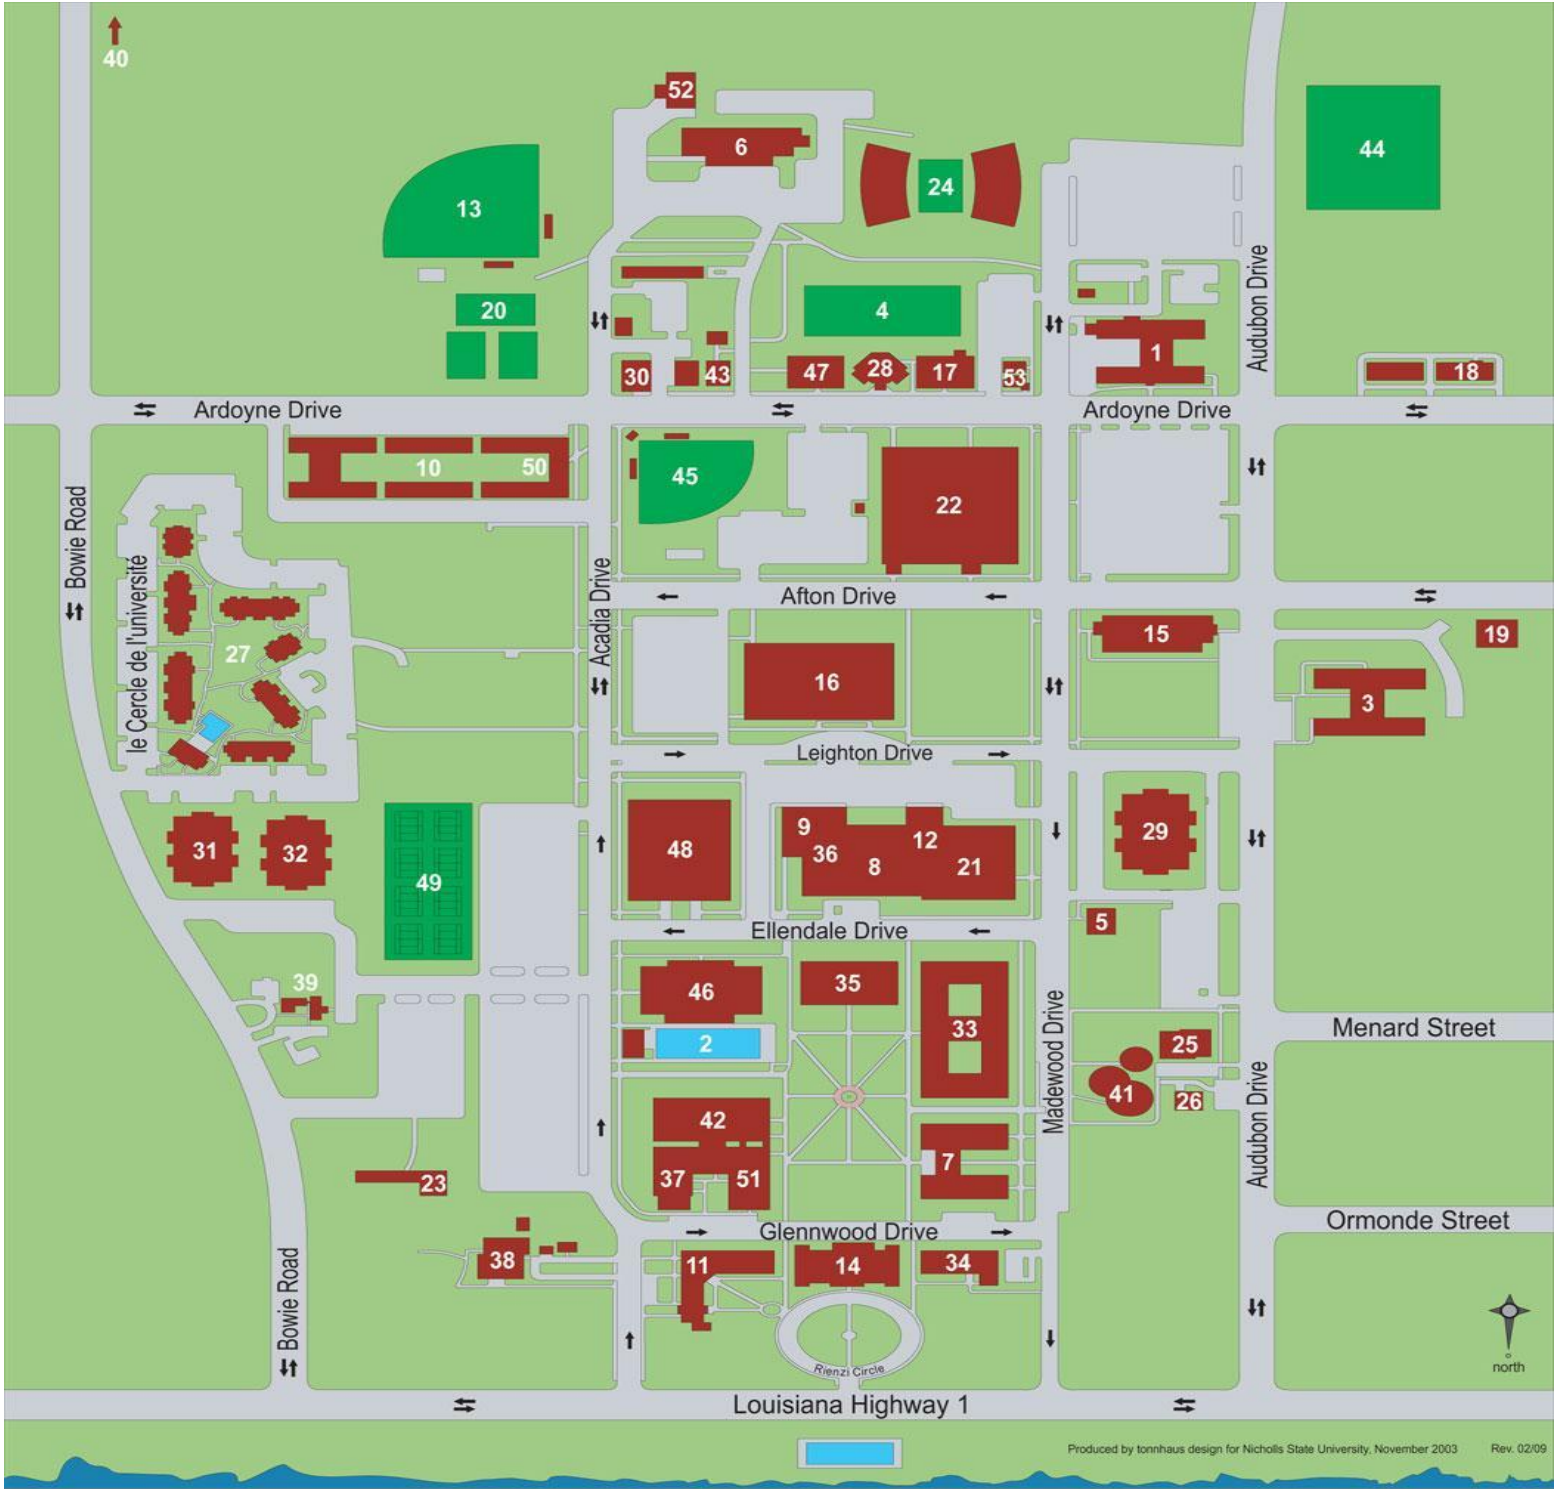 40
52
6
44
24
13
20
4
Audubon Drive
1
30
43
47
28
17
53
18
Ardoyne Drive
Ardoyne Drive
10
50
45
22
Bowie Road
le Cercle de l'université
Acadia Drive
Afton Drive
15
19
27
16
3
Leighton Drive
31
32
49
48
9
36
8
12
21
29
5
Ellendale Drive
39
46
35
33
2
Madewood Drive
Menard Street
25
41
26
Audubon Drive
42
37
51
7
23
Ormonde Street
Glennwood Drive
38
11
14
34
Bowie Road
Rienzi Circle
north
Louisiana Highway 1
Produced by tonnhaus design for Nicholls State University, November 2003 Rev. 02/09